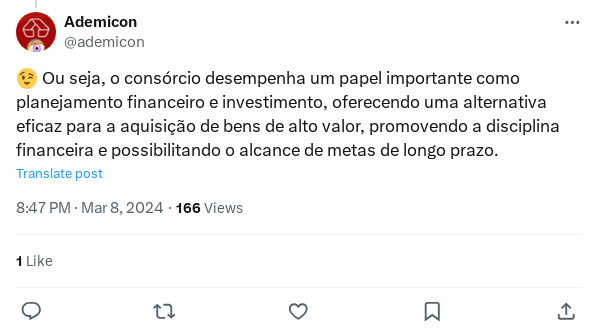 Ademicon
@ademicon
😉 Ou seja, o consórcio desempenha um papel importante como
planejamento financeiro e investimento, oferecendo uma alternativa
eficaz para a aquisição de bens de alto valor, promovendo a disciplina
financeira e possibilitando o alcance de metas de longo prazo.
Translate post
8:47 PM · Mar 8, 2024 · 166 Views
1 Like